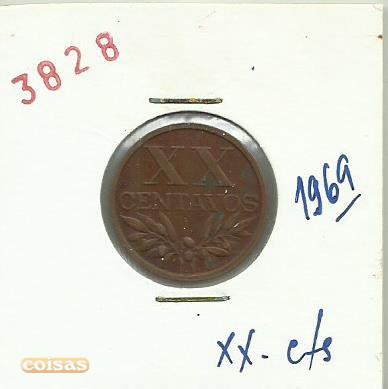 3828
XX
CENTAVOS
1969
XX - cts
coisas